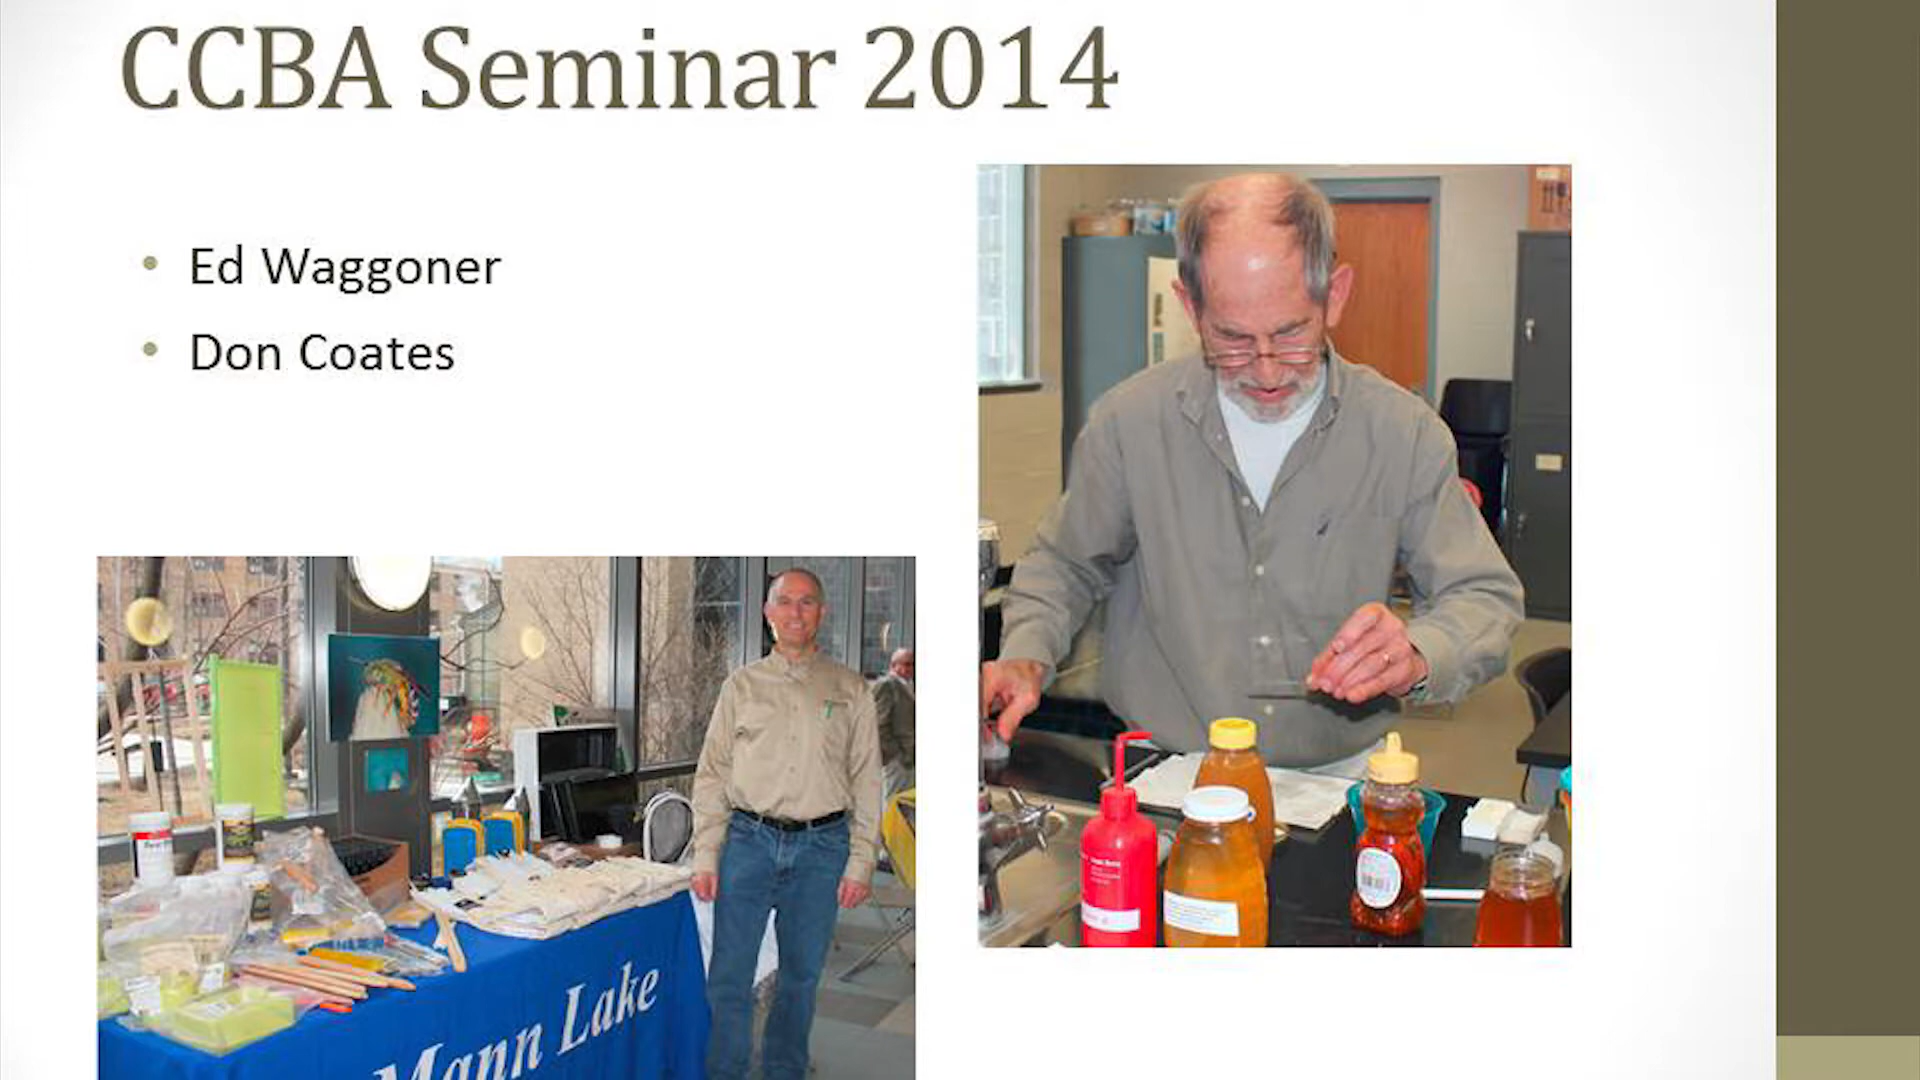 CCBA Seminar 2014
• Ed Waggoner
• Don Coates
Mann Lake